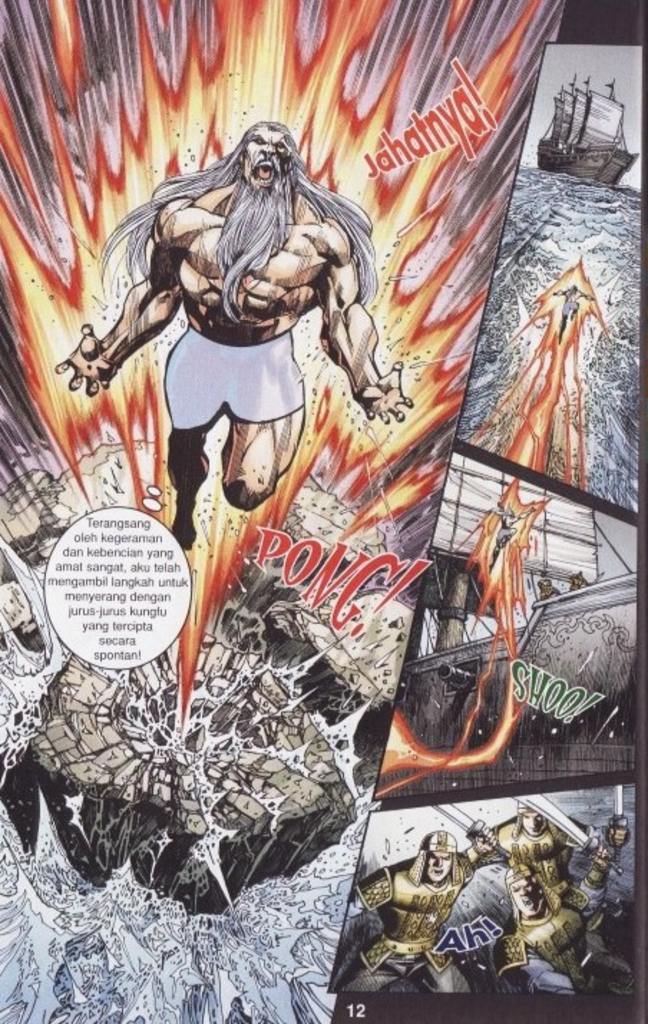 Jahatnya!
Terangsang
oleh kegeraman
dan kebencian yang
amat sangat, aku telah
mengambil langkah untuk
menyerang dengan
jurus-jurus kungfu
yang tercipta
secara
spontan!
PONG!
SHOO!
Ah!
12